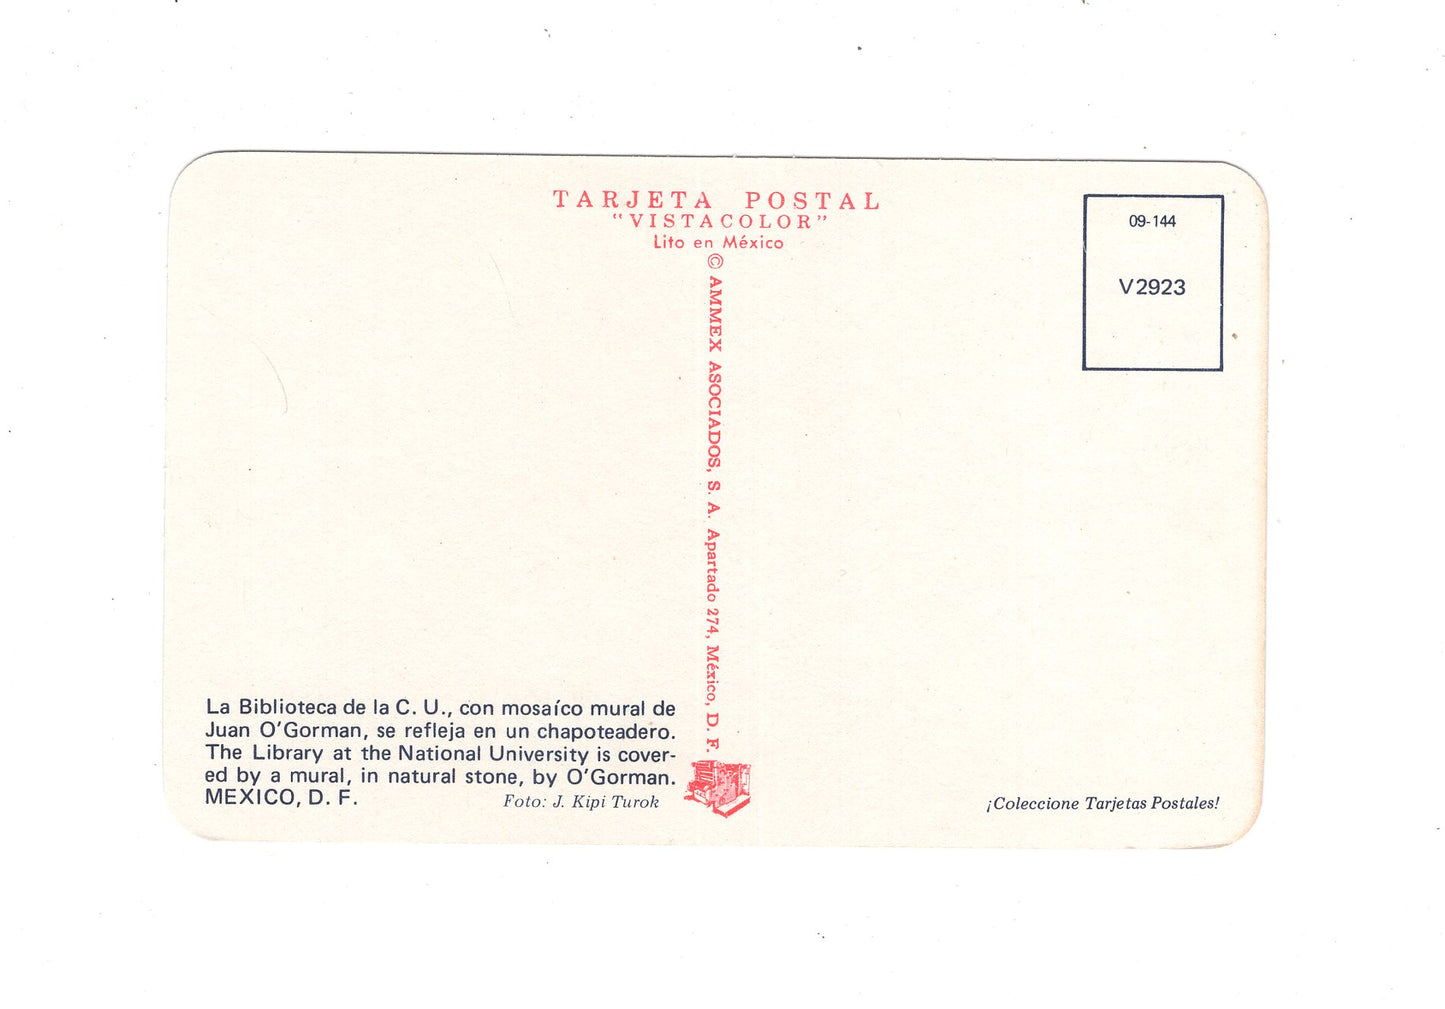 TARJETA POSTAL
"VISTACOLOR"
Lito en México
© AMMEX ASOCIADOS, S. A. Apartado 274, México, D. F.
09-144
V2923
La Biblioteca de la C. U., con mosaíco mural de
Juan O'Gorman, se refleja en un chapoteadero.
The Library at the National University is cover-
ed by a mural, in natural stone, by O'Gorman.
MEXICO, D. F.
Foto: J. Kipi Turok
¡Coleccione Tarjetas Postales!